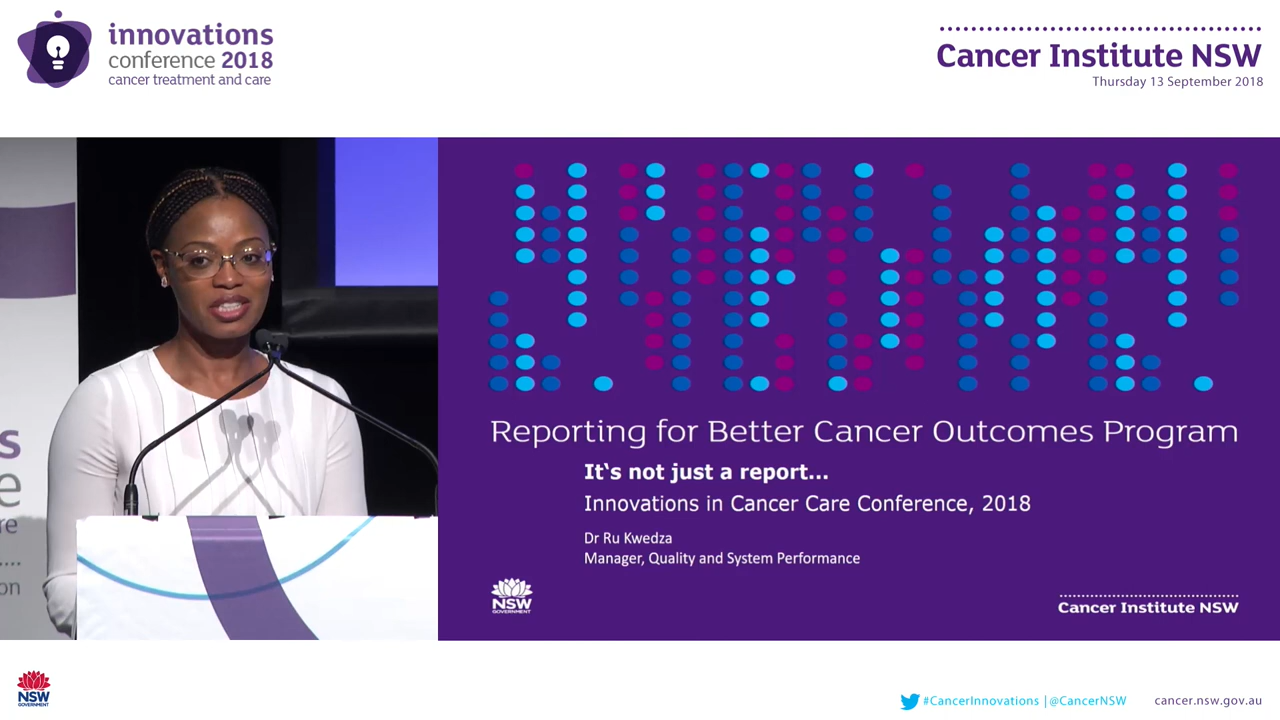 innovations
conference 2018
cancer treatment and care
Cancer Institute NSW
Thursday 13 September 2018
s
e
re
on
Reporting for Better Cancer Outcomes Program
It's not just a report...
Innovations in Cancer Care Conference, 2018
Dr Ru Kwedza
Manager, Quality and System Performance
NSW
GOVERNMENT
Cancer Institute NSW
NSW
GOVERNMENT
#CancerInnovations | @CancerNSW
cancer.nsw.gov.au